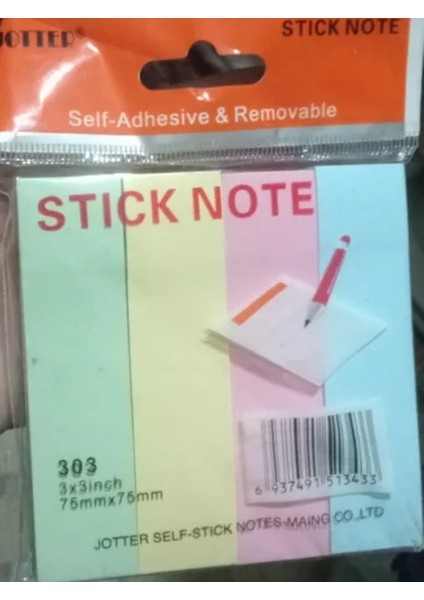 JOTTER® STICK NOTE
Self-Adhesive & Removable
STICK NOTE
303
3x3inch
75mmx75mm
6 937491 513433
JOTTER SELF-STICK NOTES-MAING CO.,LTD